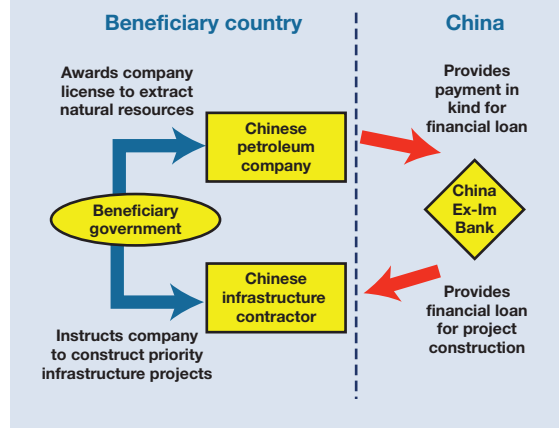 Beneficiary country
China
Awards company
license to extract
natural resources
Provides
payment in
kind for
financial loan
Chinese
petroleum
company
Beneficiary
government
China
Ex-Im
Bank
Chinese
infrastructure
contractor
Instructs company
to construct priority
infrastructure projects
Provides
financial loan
for project
construction